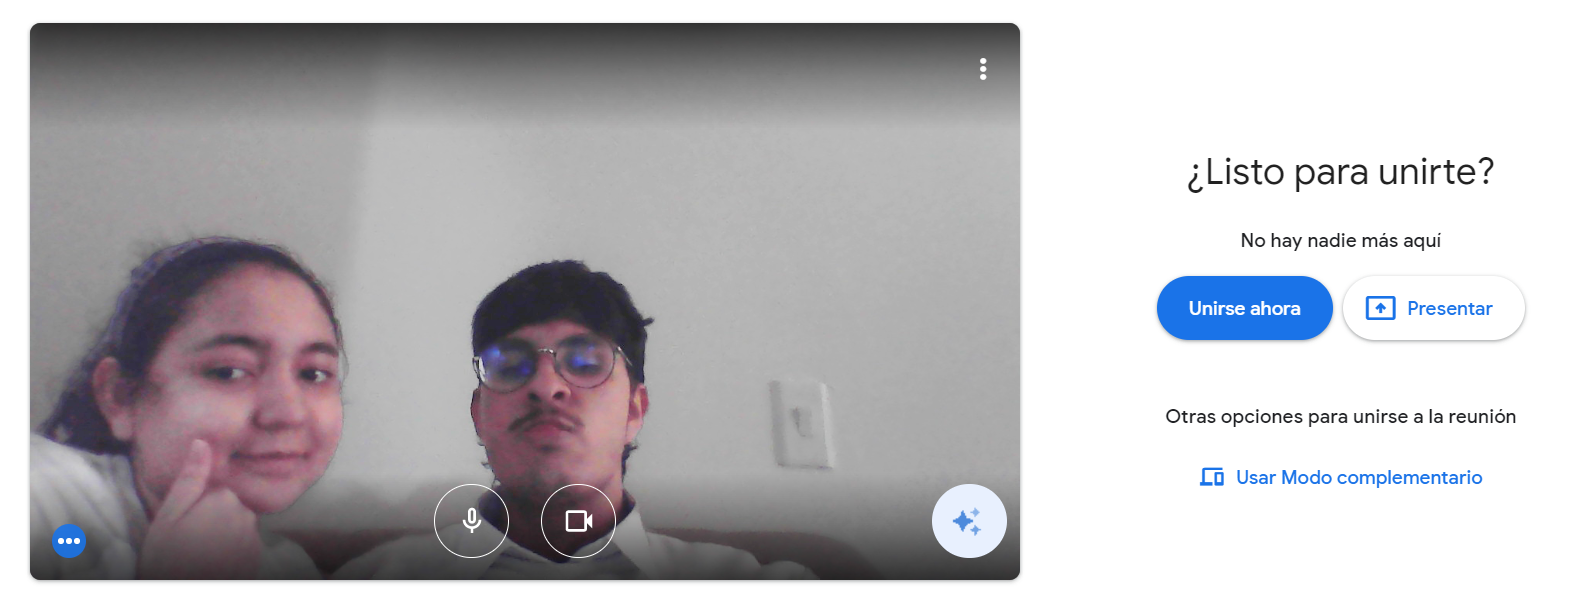 ¿Listo para unirte?
No hay nadie más aquí
Unirse ahora
Presentar
Otras opciones para unirse a la reunión
Usar Modo complementario